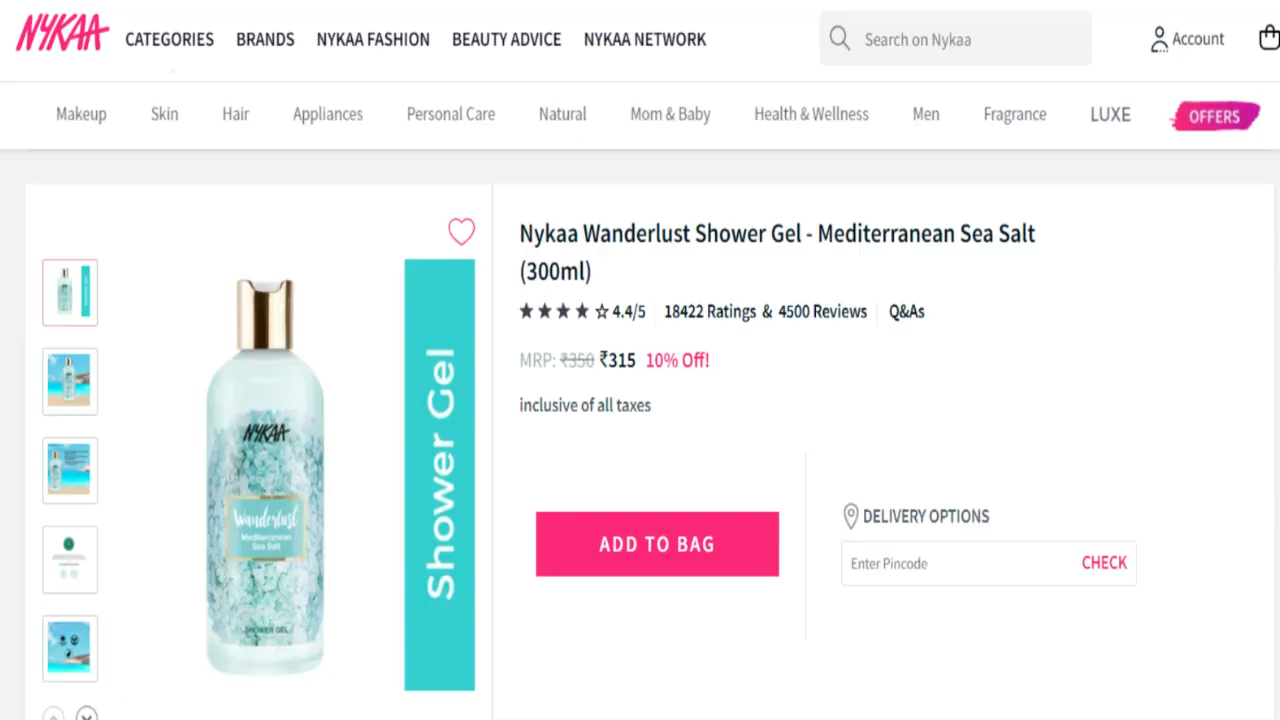 NYKAA CATEGORIES BRANDS NYKAA FASHION BEAUTY ADVICE NYKAA NETWORK Search on Nykaa Account
Makeup Skin Hair Appliances Personal Care Natural Mom & Baby Health & Wellness Men Fragrance LUXE OFFERS
Nykaa Wanderlust Shower Gel - Mediterranean Sea Salt
(300ml)
4.4/5 18422 Ratings & 4500 Reviews Q&As
MRP: ₹350 ₹315 10% Off!
inclusive of all taxes
ADD TO BAG
DELIVERY OPTIONS
Enter Pincode CHECK
NYKAA
Wanderlust
Mediterranean
Sea Salt
SHOWER GEL
Shower Gel